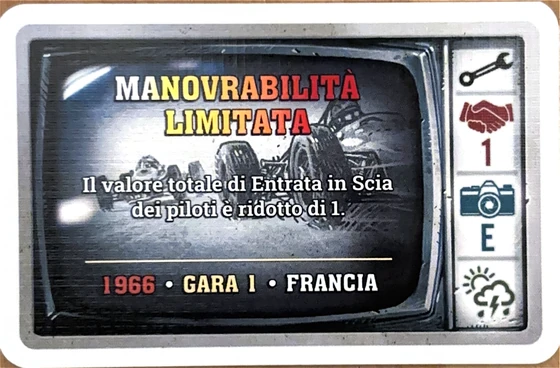 MANOVRABILITÀ
LIMITATA
Il valore totale di Entrata in Scia
dei piloti è ridotto di 1.
1966 • GARA 1 • FRANCIA
1
E